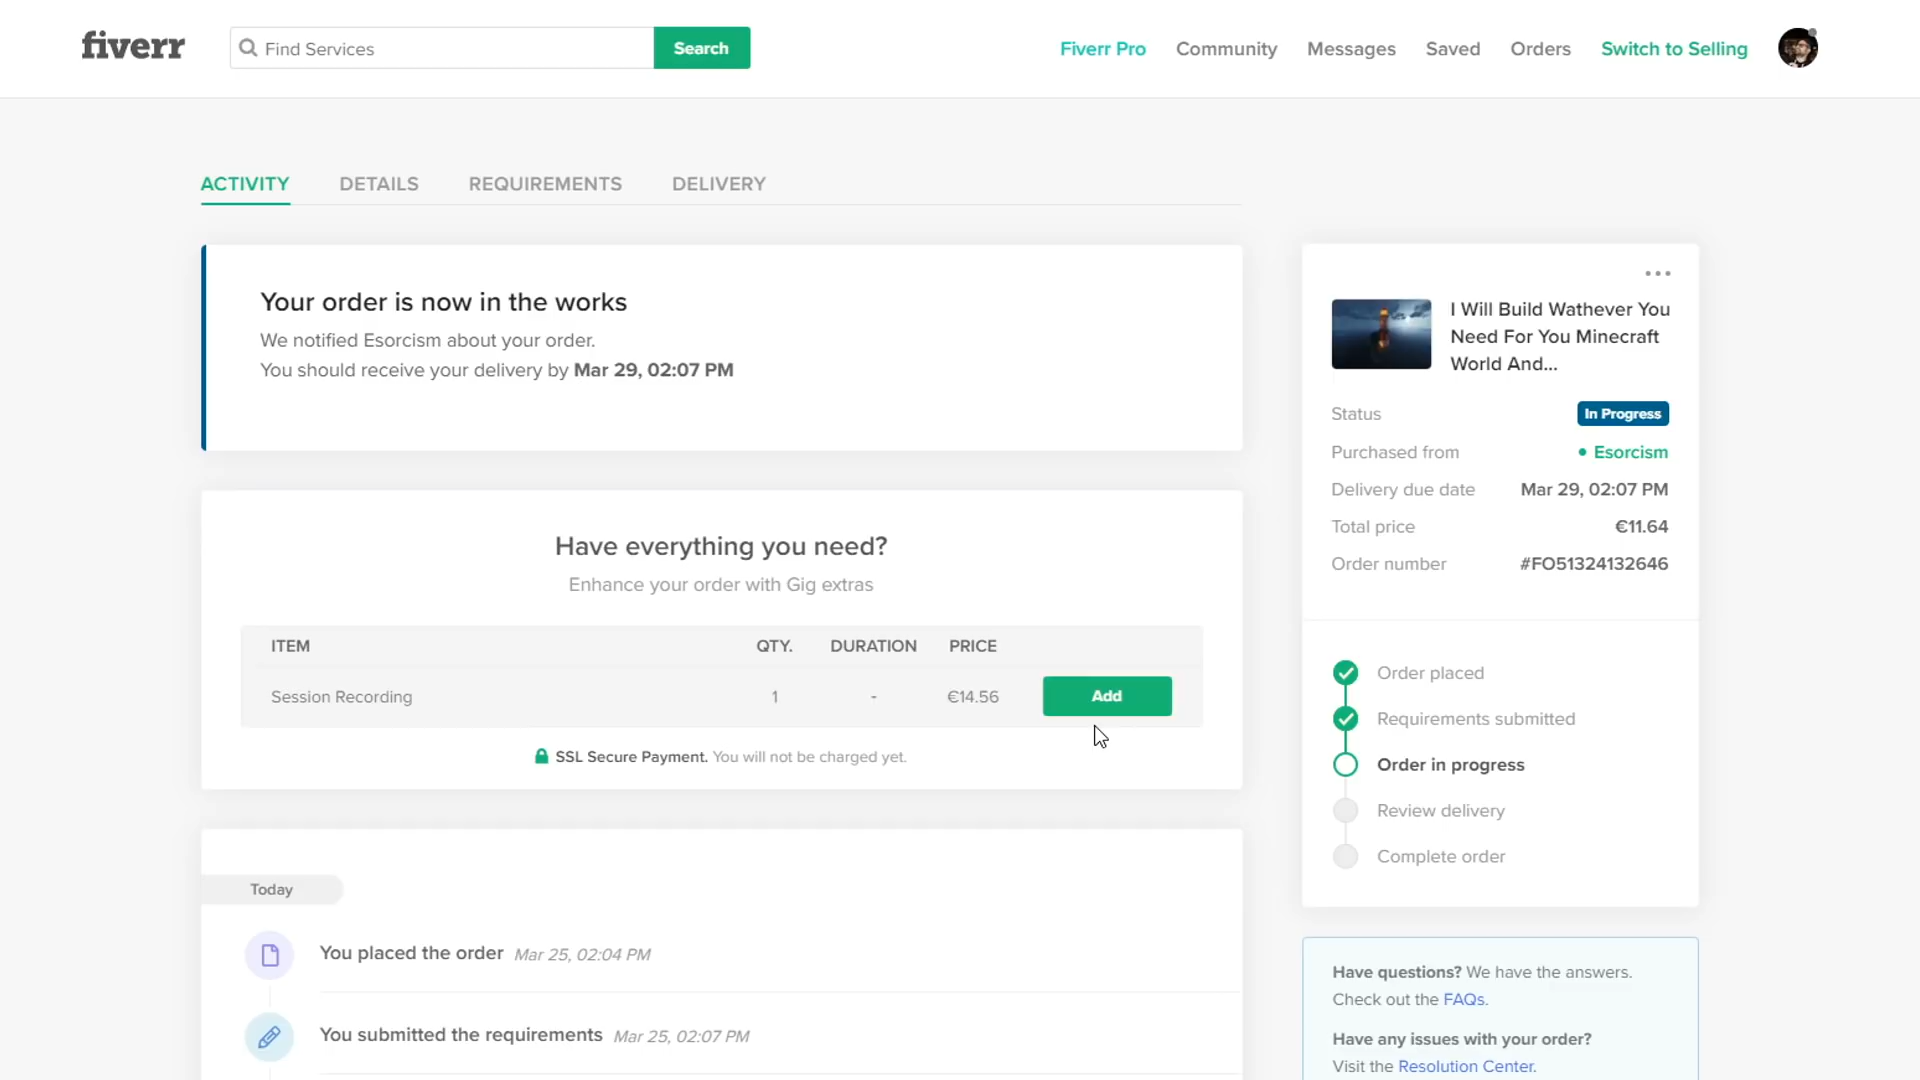 fiverr
Find Services
Search
Fiverr Pro
Community
Messages
Saved
Orders
Switch to Selling
ACTIVITY
DETAILS
REQUIREMENTS
DELIVERY
Your order is now in the works
We notified Esorcism about your order.
You should receive your delivery by Mar 29, 02:07 PM
Have everything you need?
Enhance your order with Gig extras
ITEM QTY. DURATION PRICE
Session Recording 1 - €14.56 Add
SSL Secure Payment. You will not be charged yet.
Today
You placed the order Mar 25, 02:04 PM
You submitted the requirements Mar 25, 02:07 PM
I Will Build Wathever You
Need For You Minecraft
World And...
Status In Progress
Purchased from Esorcism
Delivery due date Mar 29, 02:07 PM
Total price €11.64
Order number #FO51324132646
Order placed
Requirements submitted
Order in progress
Review delivery
Complete order
Have questions? We have the answers.
Check out the FAQs.
Have any issues with your order?
Visit the Resolution Center.